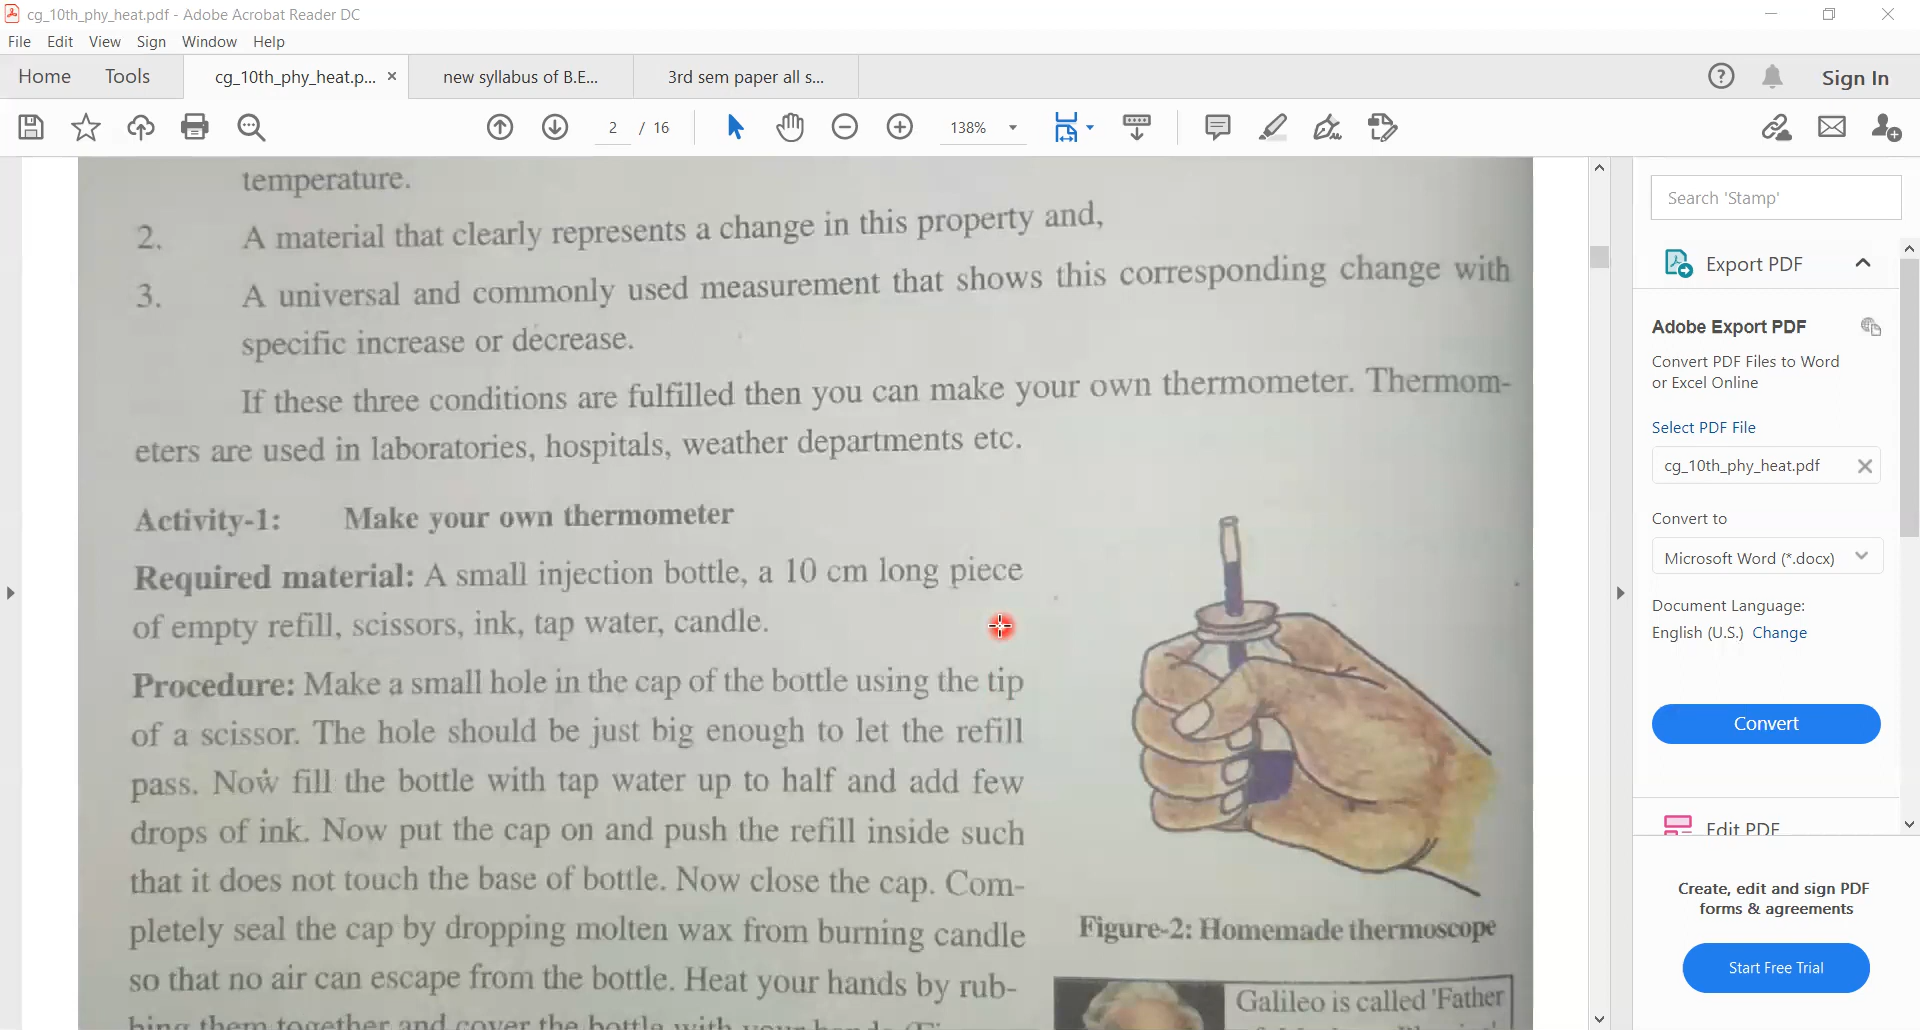 cg_10th_phy_heat.pdf - Adobe Acrobat Reader DC
File Edit View Sign Window Help
Home Tools cg_10th_phy_heat.p... × new syllabus of B.E... 3rd sem paper all s... Sign In
2 / 16 138%
temperature.
2. A material that clearly represents a change in this property and,
3. A universal and commonly used measurement that shows this corresponding change with
specific increase or decrease.
If these three conditions are fulfilled then you can make your own thermometer. Thermom-
eters are used in laboratories, hospitals, weather departments etc.
Activity-1: Make your own thermometer
Required material: A small injection bottle, a 10 cm long piece
of empty refill, scissors, ink, tap water, candle.
Procedure: Make a small hole in the cap of the bottle using the tip
of a scissor. The hole should be just big enough to let the refill
pass. Now fill the bottle with tap water up to half and add few
drops of ink. Now put the cap on and push the refill inside such
that it does not touch the base of bottle. Now close the cap. Com-
pletely seal the cap by dropping molten wax from burning candle
so that no air can escape from the bottle. Heat your hands by rub-
bing them together and cover the bottle with your hands
Figure-2: Homemade thermoscope
Galileo is called 'Father
Search 'Stamp'
Export PDF
Adobe Export PDF
Convert PDF Files to Word
or Excel Online
Select PDF File
cg_10th_phy_heat.pdf
Convert to
Microsoft Word (*.docx)
Document Language:
English (U.S.) Change
Convert
Edit PDF
Create, edit and sign PDF
forms & agreements
Start Free Trial